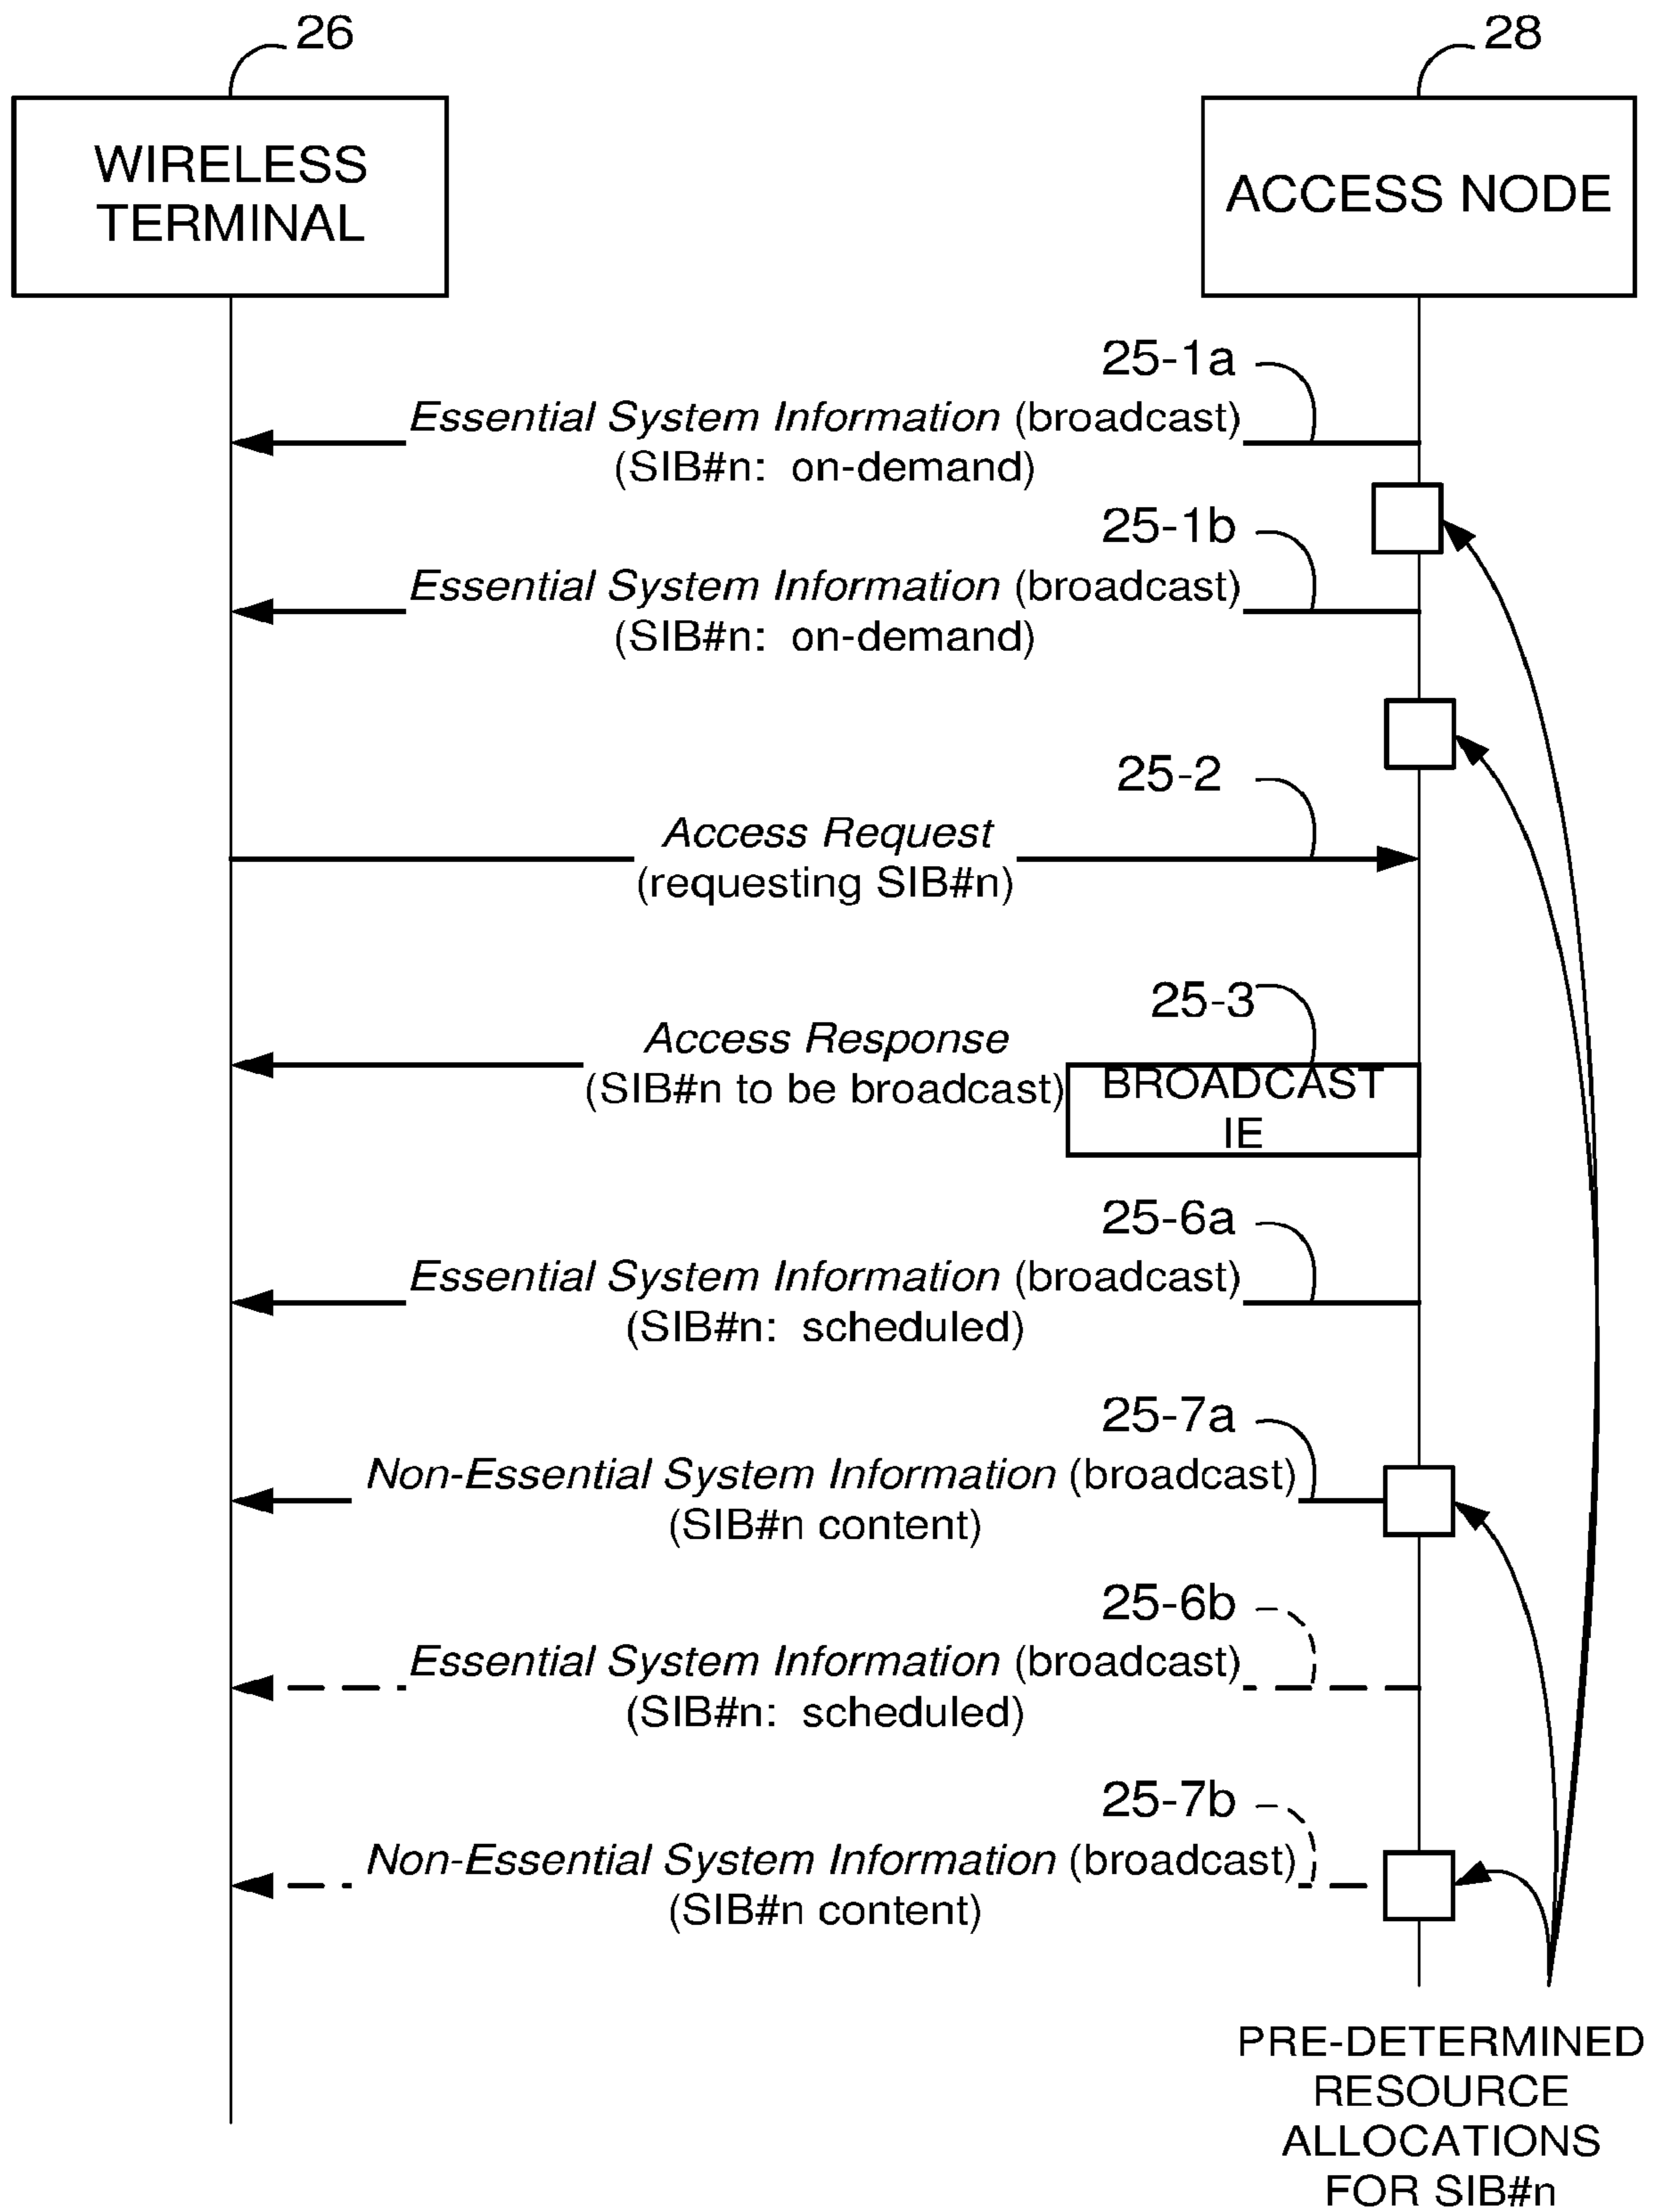 26
28
WIRELESS
TERMINAL
ACCESS NODE
25-1a
Essential System Information (broadcast)
(SIB#n: on-demand)
25-1b
Essential System Information (broadcast)
(SIB#n: on-demand)
25-2
Access Request
(requesting SIB#n)
25-3
Access Response
(SIB#n to be broadcast)
BROADCAST
IE
25-6a
Essential System Information (broadcast)
(SIB#n: scheduled)
25-7a
Non-Essential System Information (broadcast)
(SIB#n content)
25-6b
Essential System Information (broadcast)
(SIB#n: scheduled)
25-7b
Non-Essential System Information (broadcast)
(SIB#n content)
PRE-DETERMINED
RESOURCE
ALLOCATIONS
FOR SIB#n